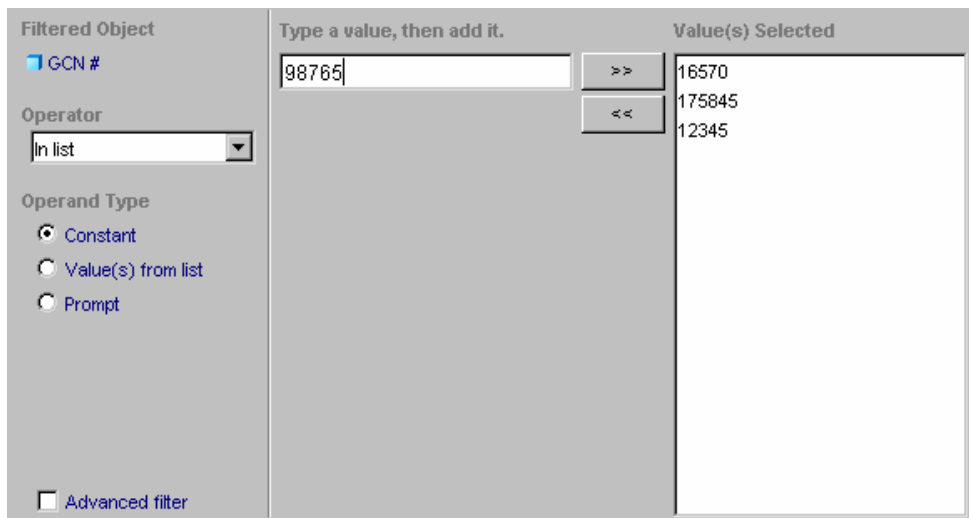 Filtered Object
GCN #
Operator
In list
Operand Type
Constant
Value(s) from list
Prompt
Advanced filter
Type a value, then add it.
98765
>>
<<
Value(s) Selected
16570
175845
12345